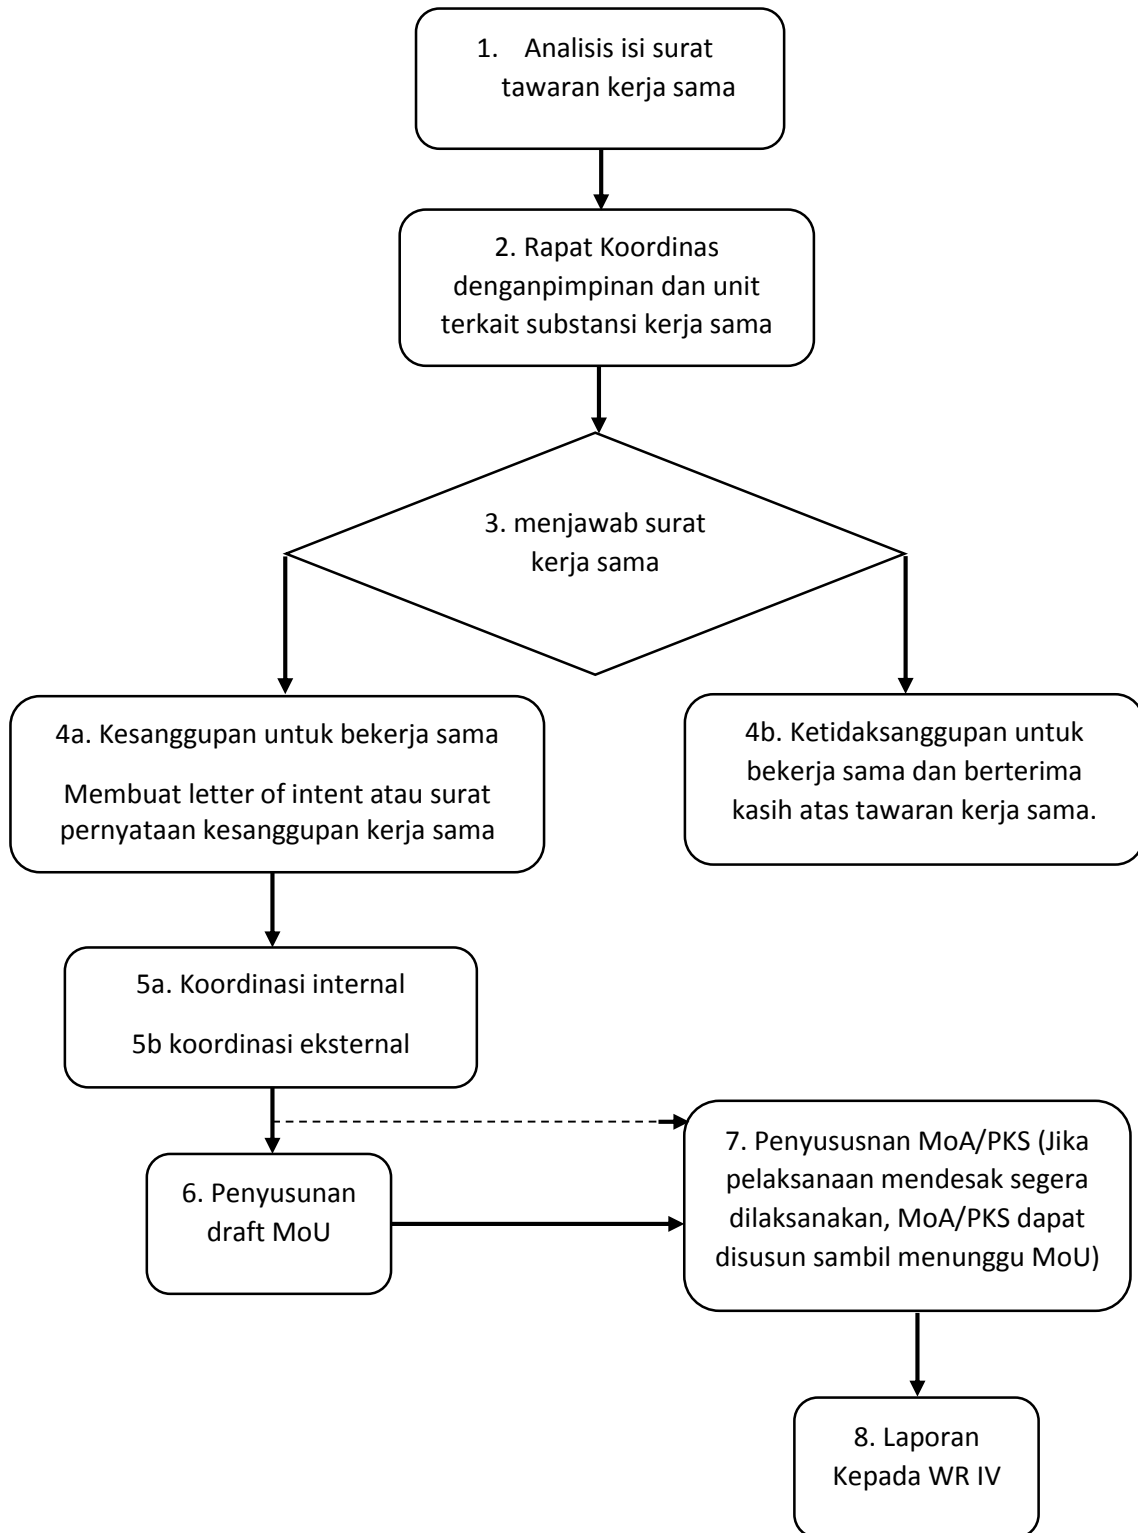 1. Analisis isi surat
tawaran kerja sama
2. Rapat Koordinas
denganpimpinan dan unit
terkait substansi kerja sama
3. menjawab surat
kerja sama
4a. Kesanggupan untuk bekerja sama
Membuat letter of intent atau surat
pernyataan kesanggupan kerja sama
4b. Ketidaksanggupan untuk
bekerja sama dan berterima
kasih atas tawaran kerja sama.
5a. Koordinasi internal
5b koordinasi eksternal
6. Penyusunan
draft MoU
7. Penyususnan MoA/PKS (Jika
pelaksanaan mendesak segera
dilaksanakan, MoA/PKS dapat
disusun sambil menunggu MoU)
8. Laporan
Kepada WR IV